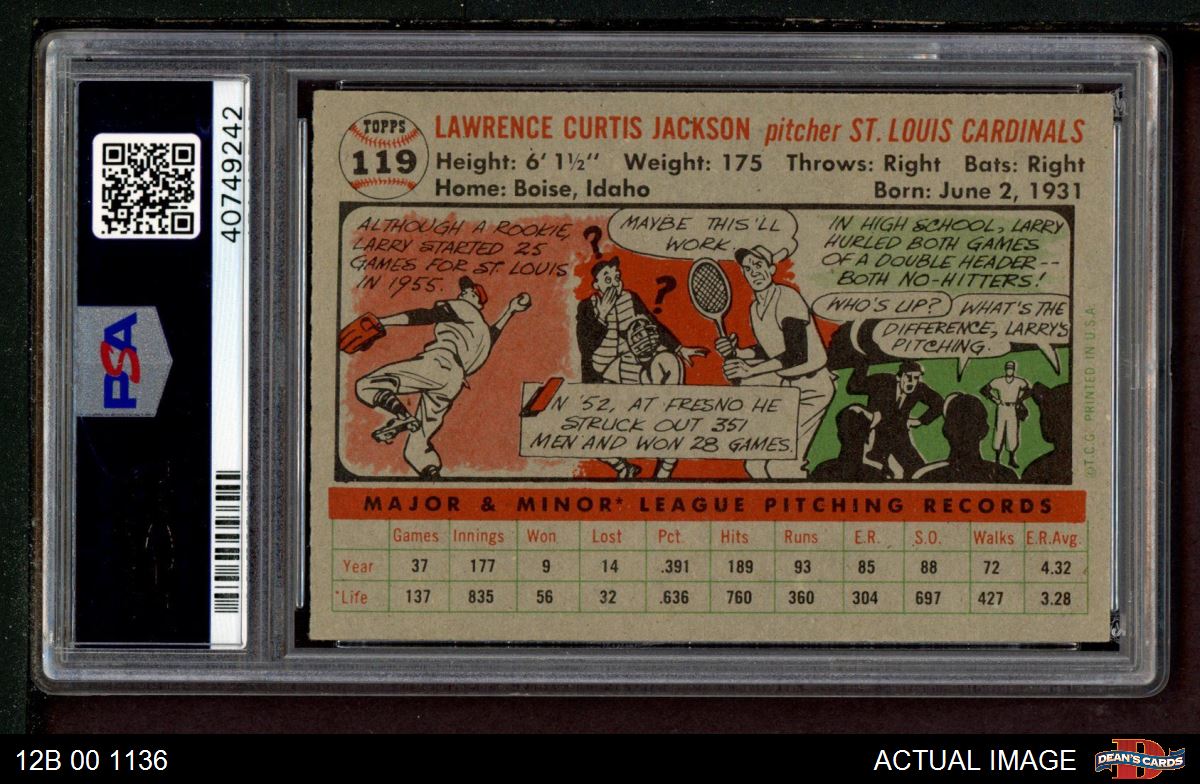 40749242
PSA
TOPPS
119
LAWRENCE CURTIS JACKSON pitcher ST. LOUIS CARDINALS
Height: 6' 1½" Weight: 175 Throws: Right Bats: Right
Home: Boise, Idaho Born: June 2, 1931
ALTHOUGH A ROOKIE,
LARRY STARTED 25
GAMES FOR ST. LOUIS
IN 1955.
?
?
MAYBE THIS'LL
WORK.
IN '52, AT FRESNO HE
STRUCK OUT 351
MEN AND WON 28 GAMES.
IN HIGH SCHOOL, LARRY
HURLED BOTH GAMES
OF A DOUBLE HEADER--
BOTH NO-HITTERS!
WHO'S UP?
WHAT'S THE
DIFFERENCE, LARRY'S
PITCHING.
©T.C.G. PRINTED IN U.S.A.
MAJOR & MINOR* LEAGUE PITCHING RECORDS
Games Innings Won Lost Pct. Hits Runs E.R. S.O. Walks E.R.Avg.
Year 37 177 9 14 .391 189 93 85 88 72 4.32
*Life 137 835 56 32 .636 760 360 304 697 427 3.28
12B 00 1136
ACTUAL IMAGE
D
DEAN'S CARDS